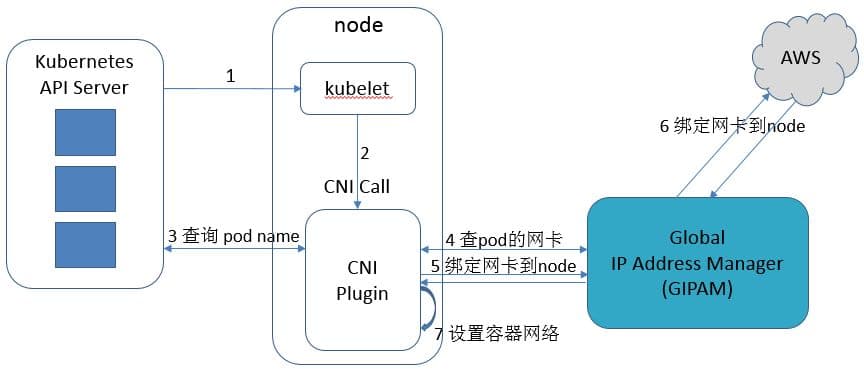 node
Kubernetes
API Server
1
kubelet
AWS
6 绑定网卡到node
2
CNI Call
3 查询 pod name
4 查pod的网卡
Global
IP Address Manager
(GIPAM)
CNI
Plugin
5 绑定网卡到node
7 设置容器网络